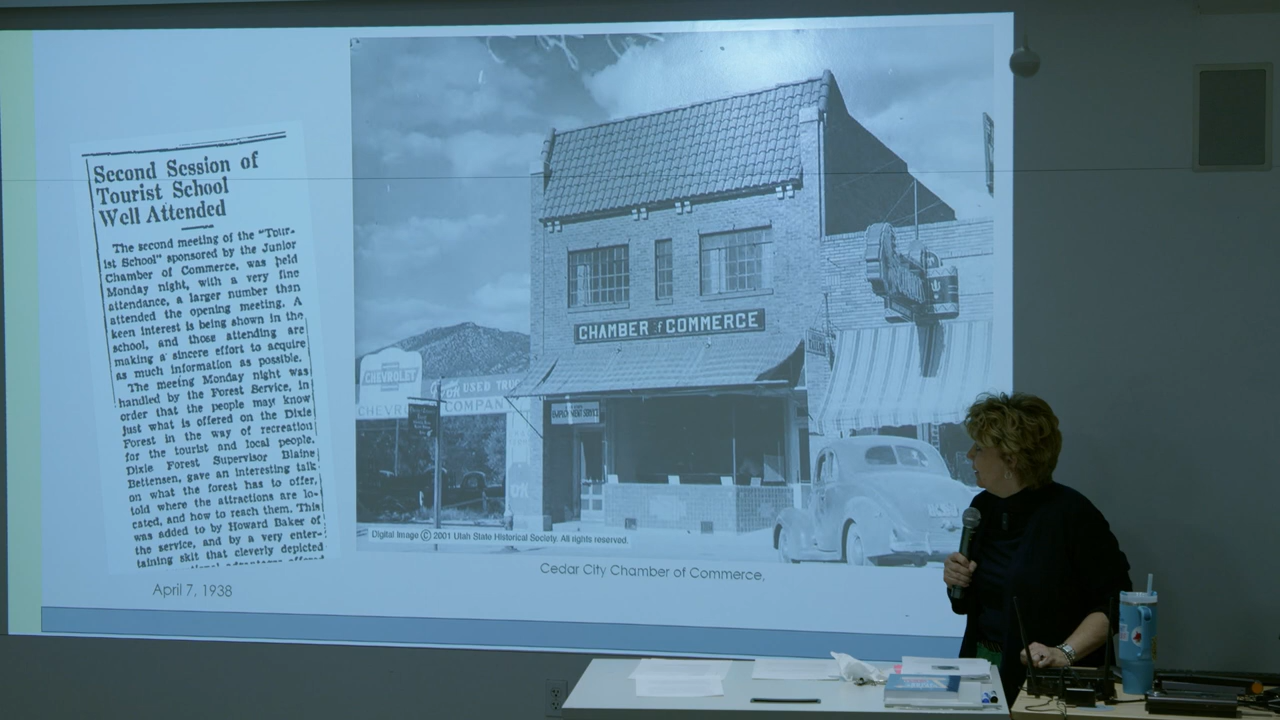 Second Session of
Tourist School
Well Attended
The second meeting of the "Tour-
ist School" sponsored by the Junior
Chamber of Commerce, was held
Monday night, with a very fine
attendance, a larger number than
attended the opening meeting. A
keen interest is being shown in the
school, and those attending are
making a sincere effort to acquire
as much information as possible.
The meeing Monday night was
handled by the Forest Service, in
order that the people may know
just what is offered on the Dixie
Forest in the way of recreation
for the tourist and local people.
Dixie Forest Supervisor Blaine
Bettensen, gave an interesting talk
on what the forest has to offer,
told where the attractions are lo-
cated, and how to reach them. This
was added to by Howard Baker of
the service, and by a very enter-
taining skit that cleverly depicted
April 7, 1938
CHAMBER of COMMERCE
CHEVROLET
OK USED TRU
CHEVR COMPAN
EMPLOYMENT SERVICE
OK
Digital Image © 2001 Utah State Historical Society. All rights reserved.
Cedar City Chamber of Commerce,